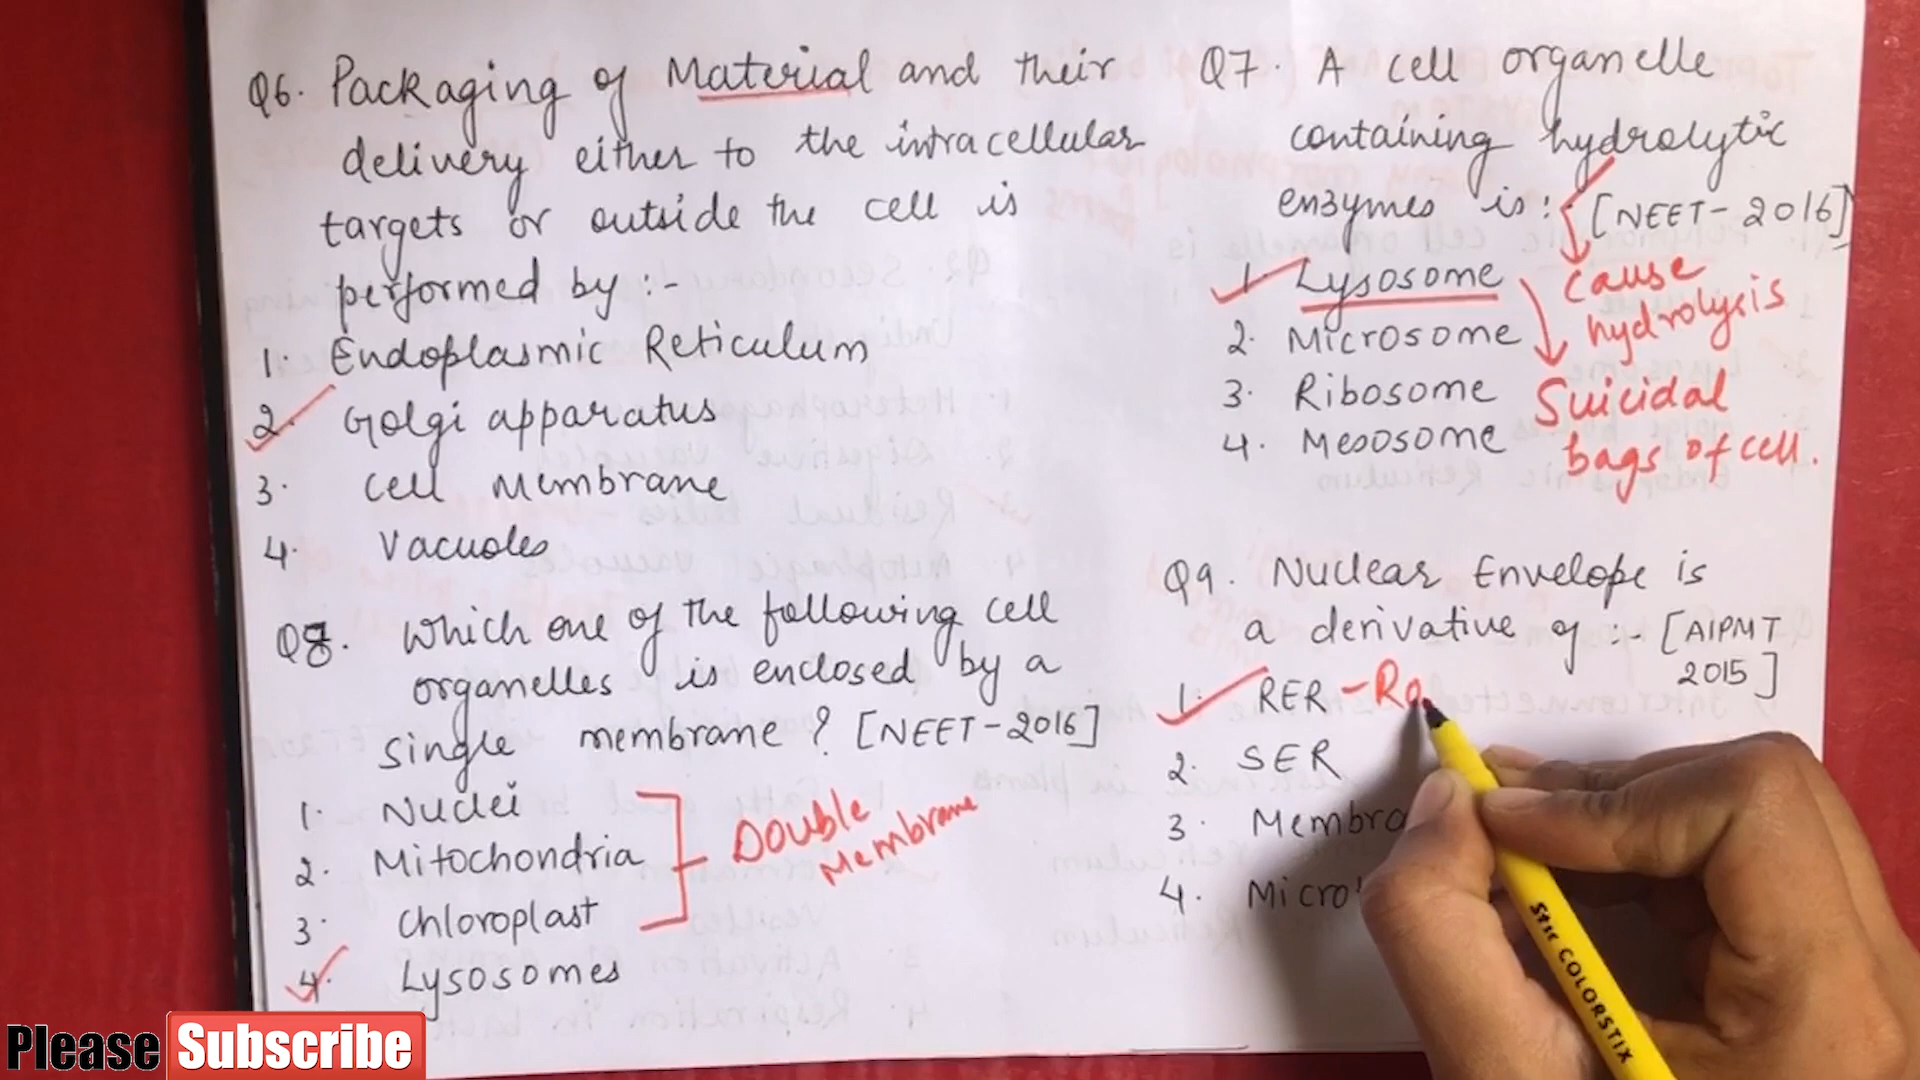 Q6. Packaging of Material and their
delivery either to the intracellular
targets or outside the cell is
performed by :-
1. Endoplasmic Reticulum
2. Golgi apparatus
3. Cell Membrane
4. Vacuoles
Q8. Which one of the following cell
organelles is enclosed by a
single membrane? [NEET-2016]
1. Nuclei
2. Mitochondria
3. Chloroplast
4. Lysosomes
Double
Membrane
Q7. A cell organelle
containing hydrolytic
enzymes is: [NEET-2016]
1. Lysosome
2. Microsome
3. Ribosome
4. Mesosome
cause
hydrolysis
Suicidal
bags of cell.
Q9. Nuclear Envelope is
a derivative of :- [AIPMT
2015]
1. RER - Ro
2. SER
3. Membra
4. Micro
Please Subscribe
Stic COLORSTIX